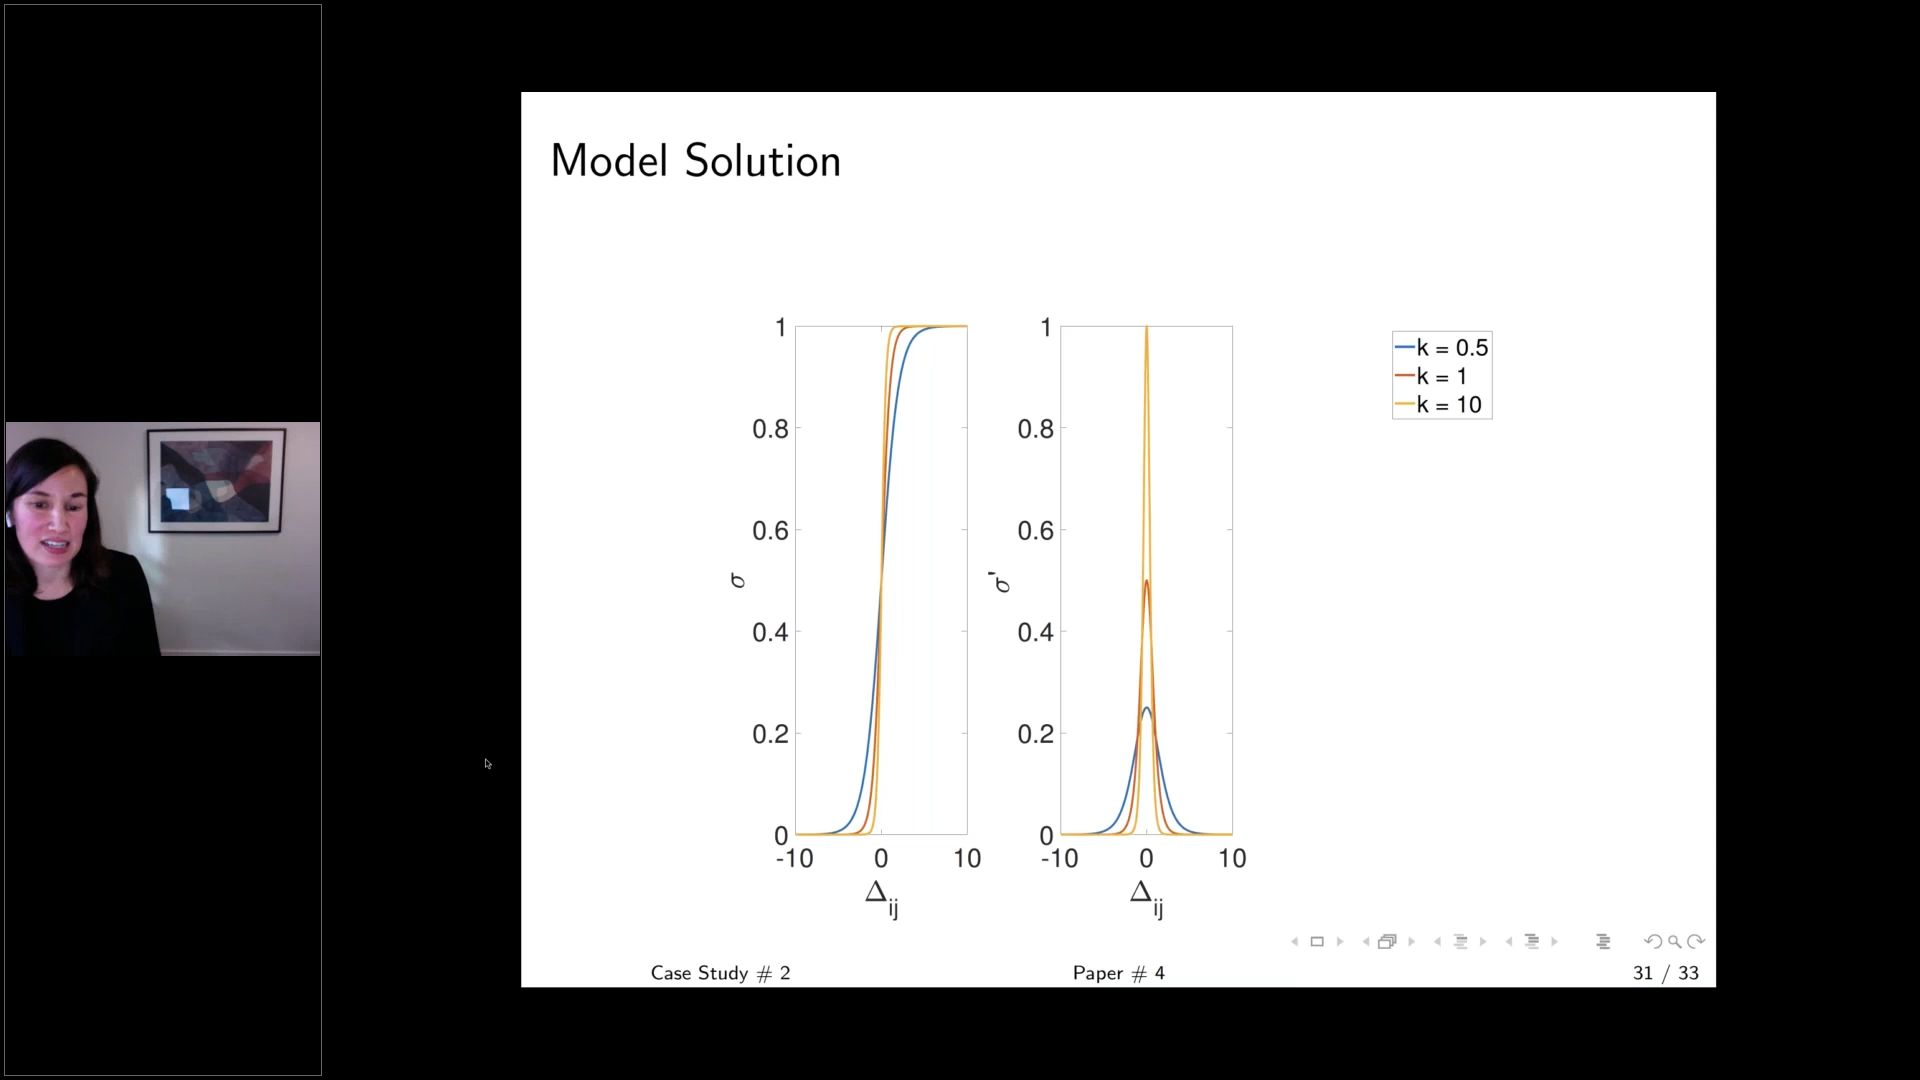 Model Solution
1
0.8
0.6
0.4
0.2
0
-10 0 10
σ
Δij
1
0.8
0.6
0.4
0.2
0
-10 0 10
σ'
Δij
k = 0.5
k = 1
k = 10
Case Study # 2 Paper # 4 31 / 33